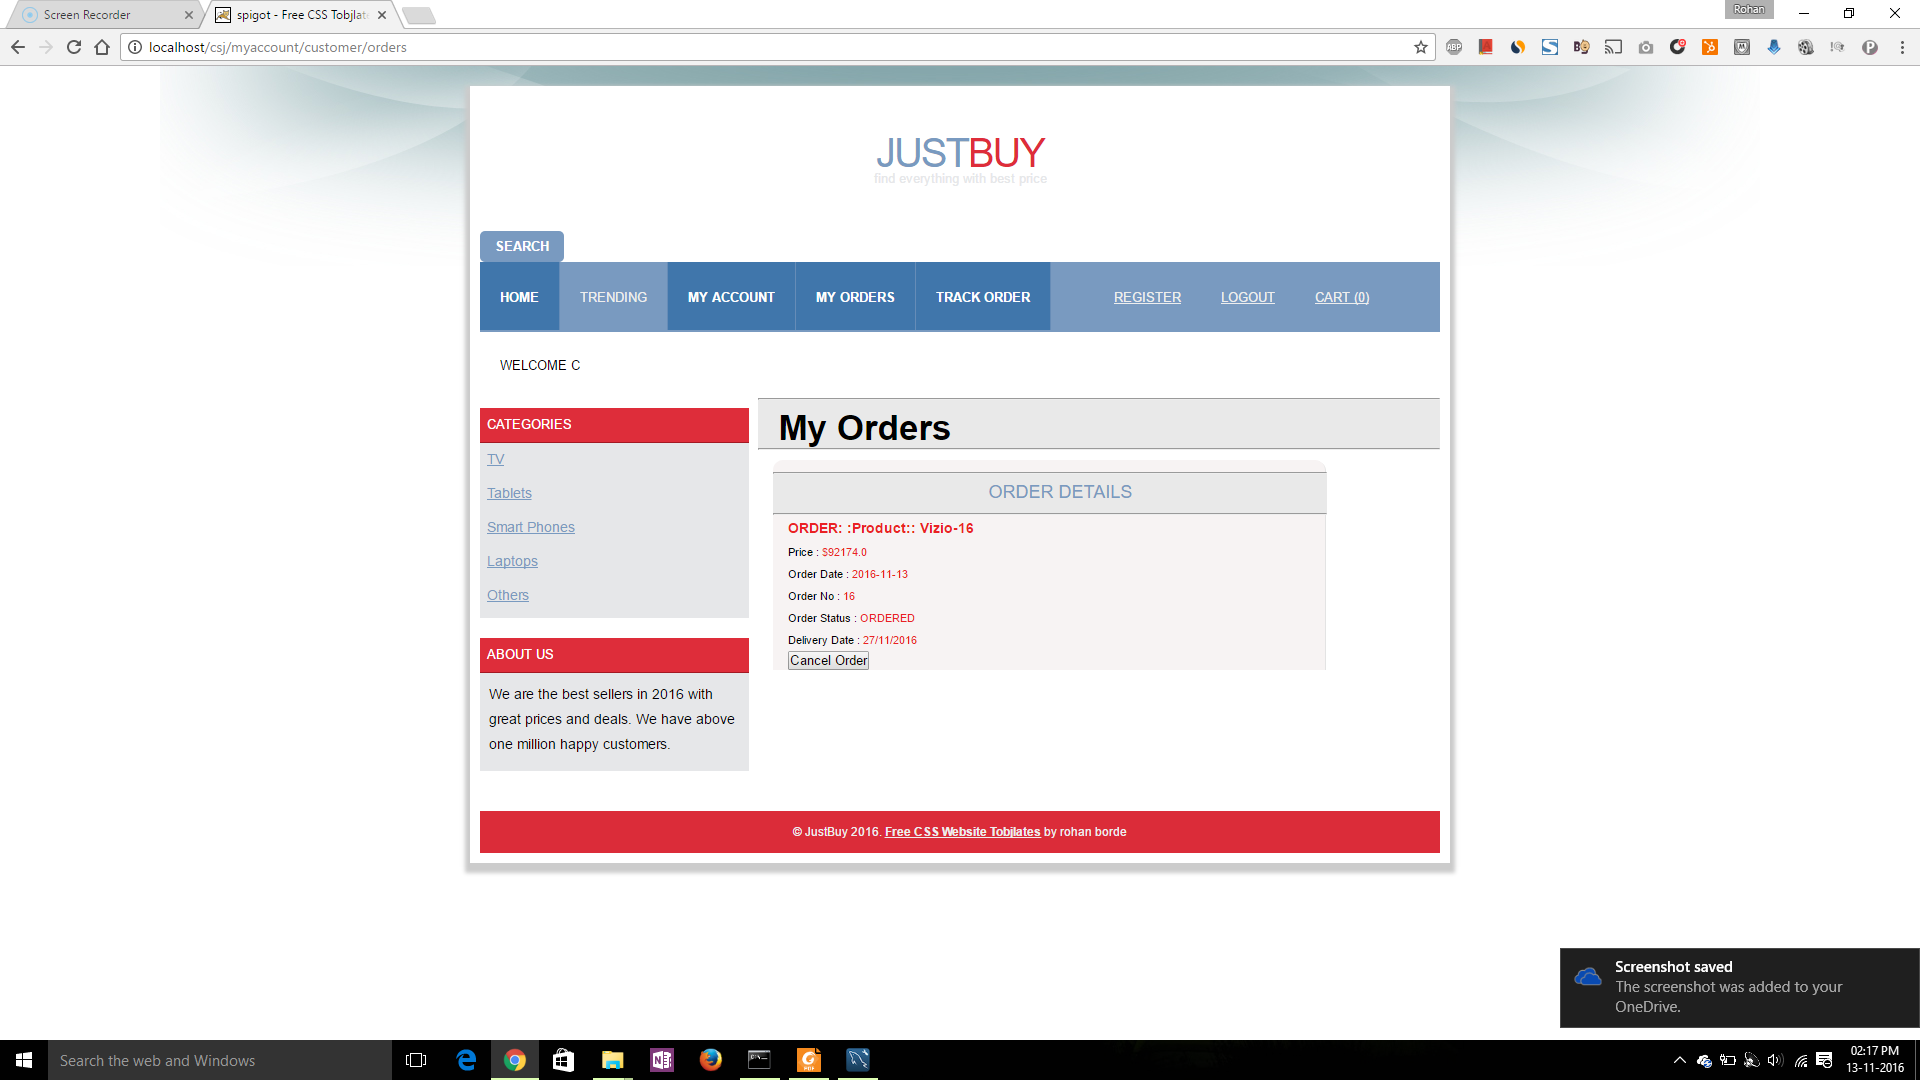 Screen Recorder
spigot - Free CSS Tobjlate
Rohan
localhost/csj/myaccount/customer/orders
JUSTBUY
find everything with best price
SEARCH
HOME TRENDING MY ACCOUNT MY ORDERS TRACK ORDER REGISTER LOGOUT CART (0)
WELCOME C
CATEGORIES
TV
Tablets
Smart Phones
Laptops
Others
ABOUT US
We are the best sellers in 2016 with
great prices and deals. We have above
one million happy customers.
My Orders
ORDER DETAILS
ORDER: :Product:: Vizio-16
Price : $92174.0
Order Date : 2016-11-13
Order No : 16
Order Status : ORDERED
Delivery Date : 27/11/2016
Cancel Order
© JustBuy 2016. Free CSS Website Tobjlates by rohan borde
Screenshot saved
The screenshot was added to your
OneDrive.
Search the web and Windows
02:17 PM
13-11-2016